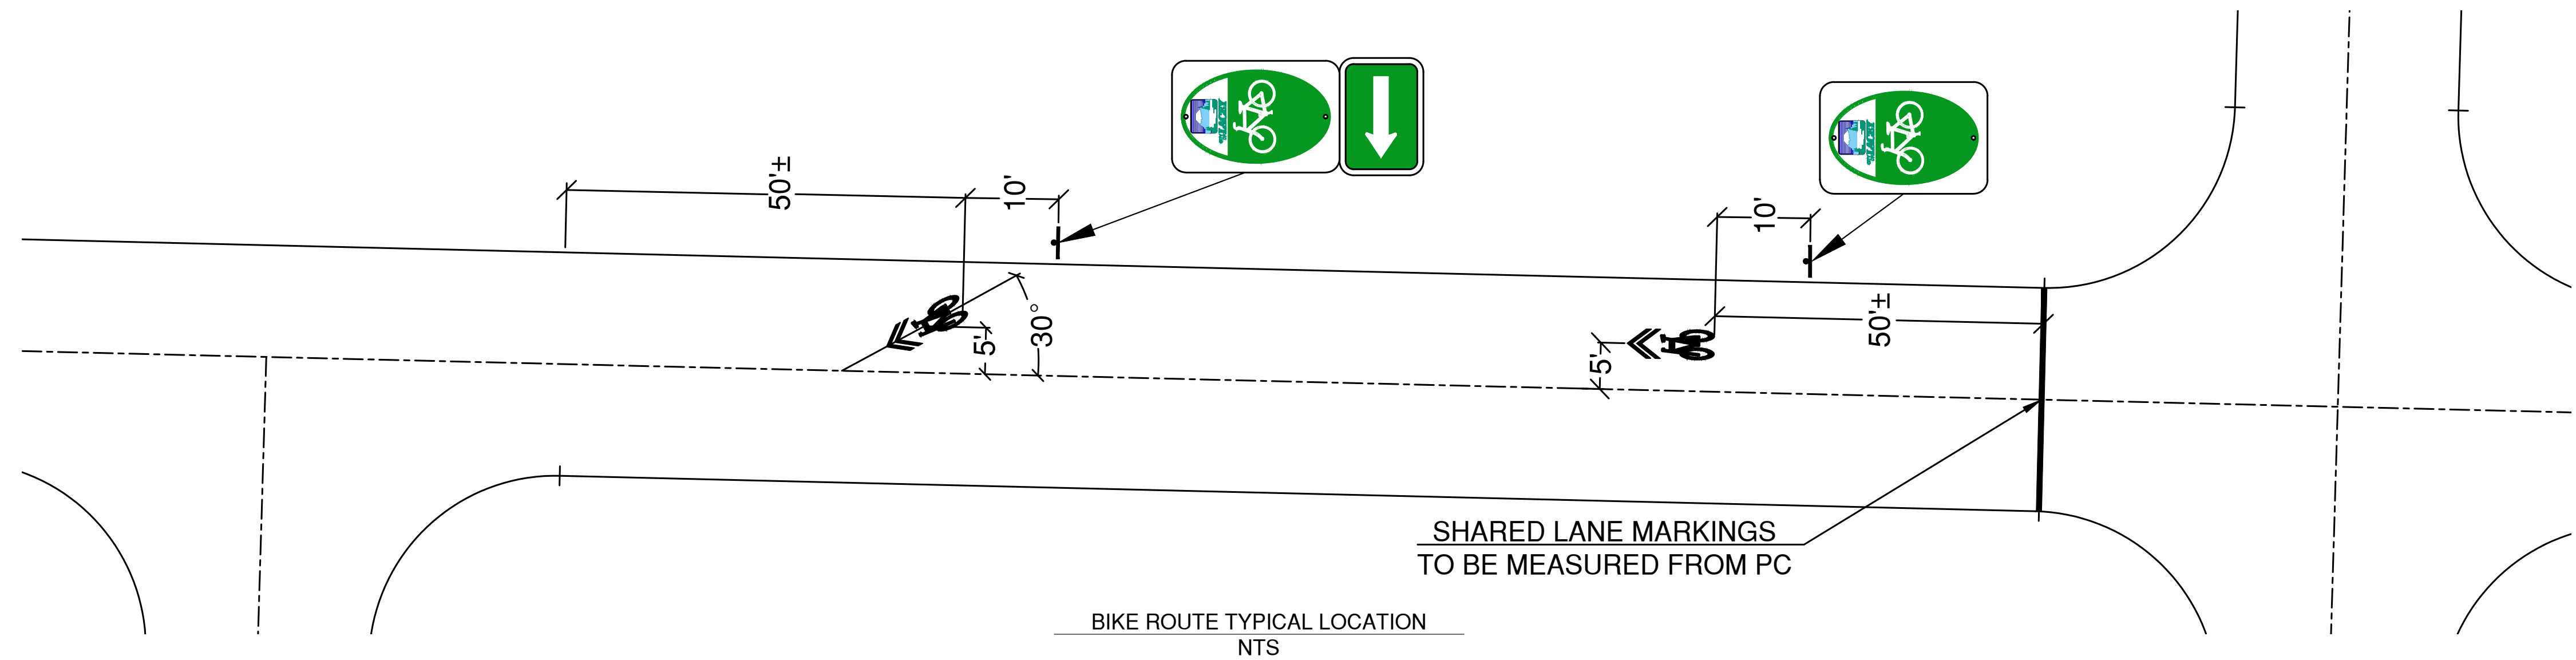 50'±
10'
10'
50'±
5'
30°
5'
SHARED LANE MARKINGS
TO BE MEASURED FROM PC
BIKE ROUTE TYPICAL LOCATION
NTS